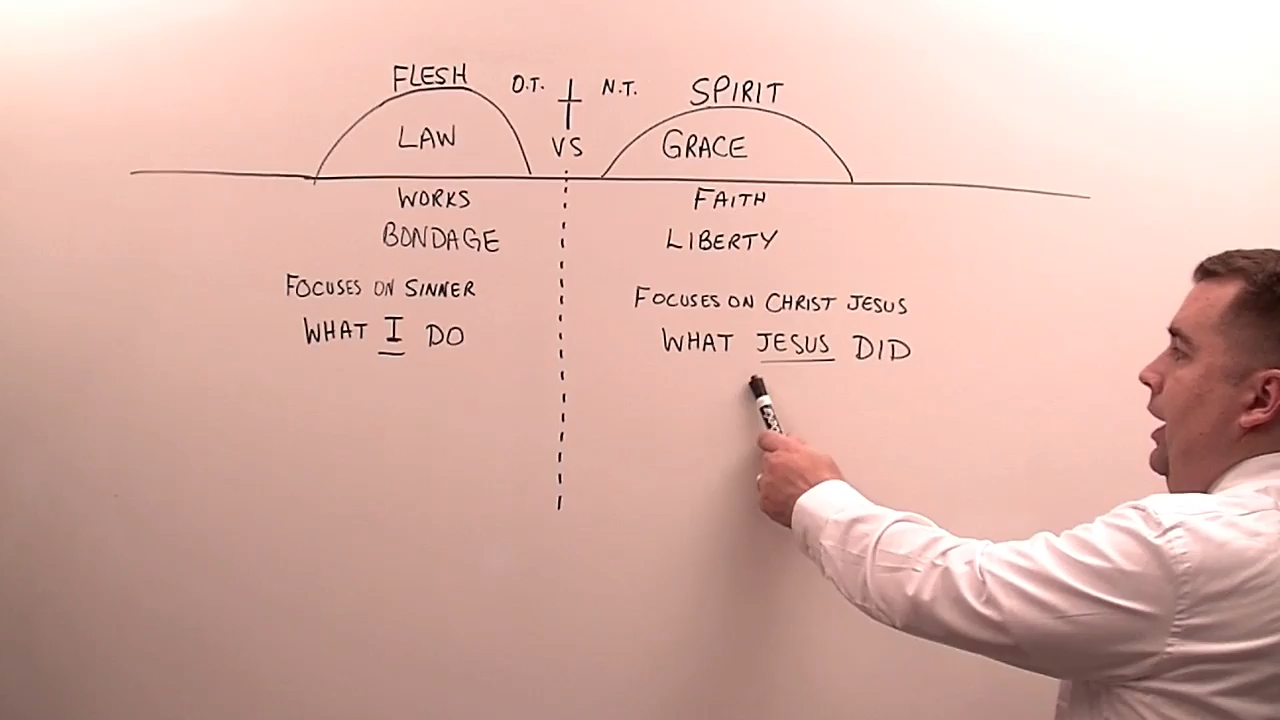 FLESH
O.T.
N.T.
SPIRIT
LAW
VS
GRACE
WORKS
FAITH
BONDAGE
LIBERTY
FOCUSES ON SINNER
FOCUSES ON CHRIST JESUS
WHAT I DO
WHAT JESUS DID